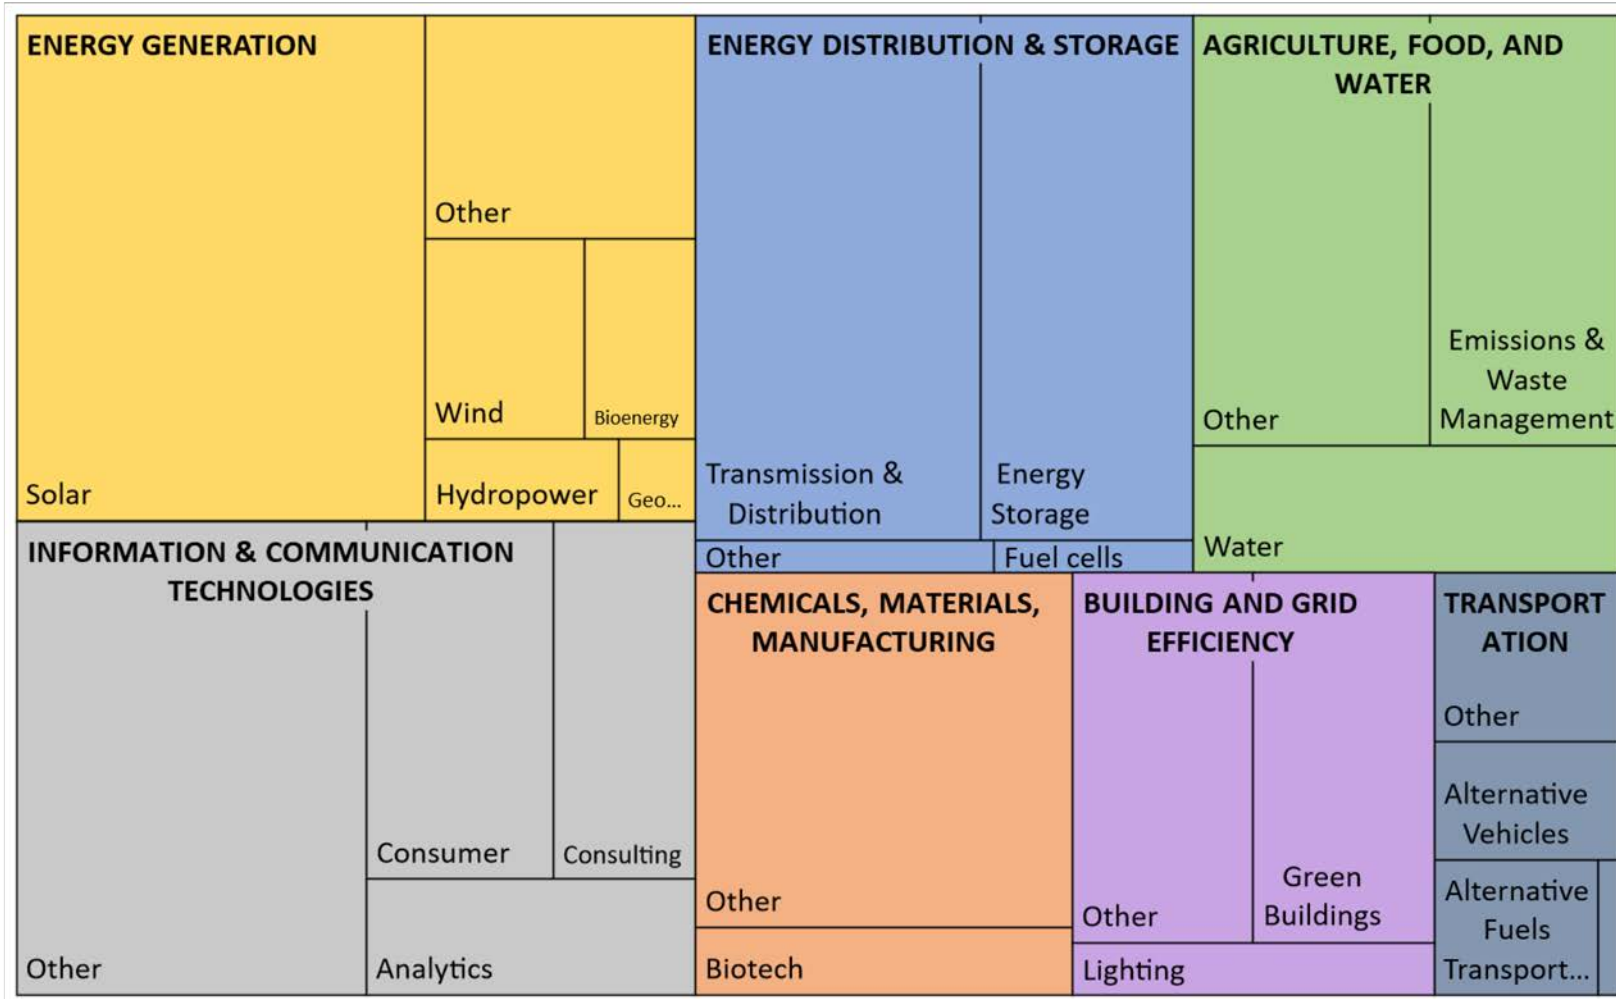 ENERGY GENERATION
Solar
Other
Wind
Bioenergy
Hydropower
Geo...
ENERGY DISTRIBUTION & STORAGE
Transmission &
Distribution
Energy
Storage
Other
Fuel cells
AGRICULTURE, FOOD, AND
WATER
Other
Emissions &
Waste
Management
Water
INFORMATION & COMMUNICATION
TECHNOLOGIES
Other
Consumer
Consulting
Analytics
CHEMICALS, MATERIALS,
MANUFACTURING
Other
Biotech
BUILDING AND GRID
EFFICIENCY
Other
Green
Buildings
Lighting
TRANSPORT
ATION
Other
Alternative
Vehicles
Alternative
Fuels
Transport...